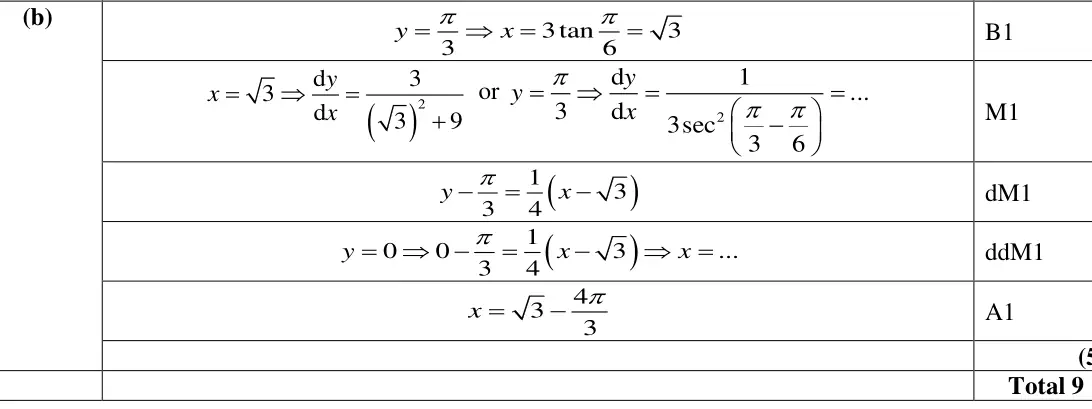 (b) y = π/3 ⇒ x = 3 tan π/6 = √3 B1
x = √3 ⇒ dy/dx = 3/((√3)² + 9) or y = π/3 ⇒ dy/dx = 1/(3sec²(π/3 − π/6)) = ... M1
y − π/3 = 1/4 (x − √3) dM1
y = 0 ⇒ 0 − π/3 = 1/4 (x − √3) ⇒ x = ... ddM1
x = √3 − 4π/3 A1
(5
Total 9